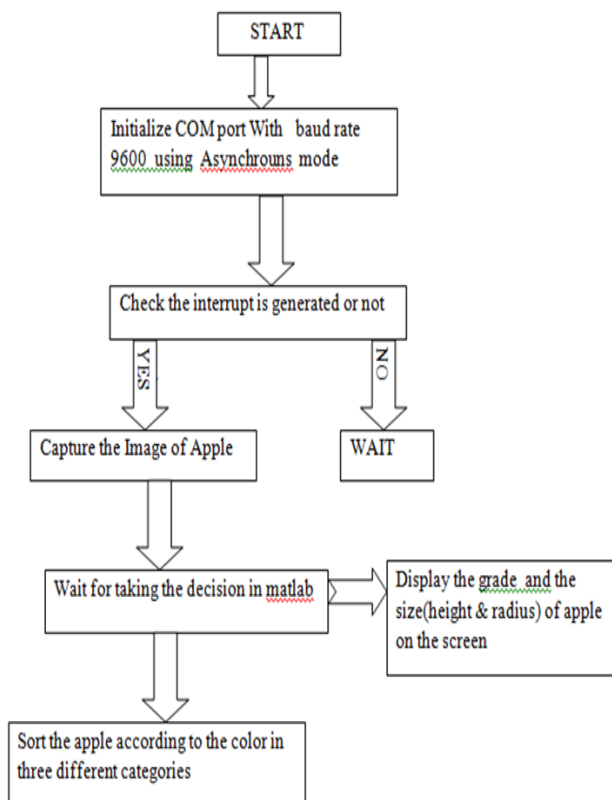 START
Initialize COM port With baud rate
9600 using Asynchrouns mode
Check the interrupt is generated or not
YES
NO
Capture the Image of Apple
WAIT
Wait for taking the decision in matlab
Display the grade and the
size(height & radius) of apple
on the screen
Sort the apple according to the color in
three different categories